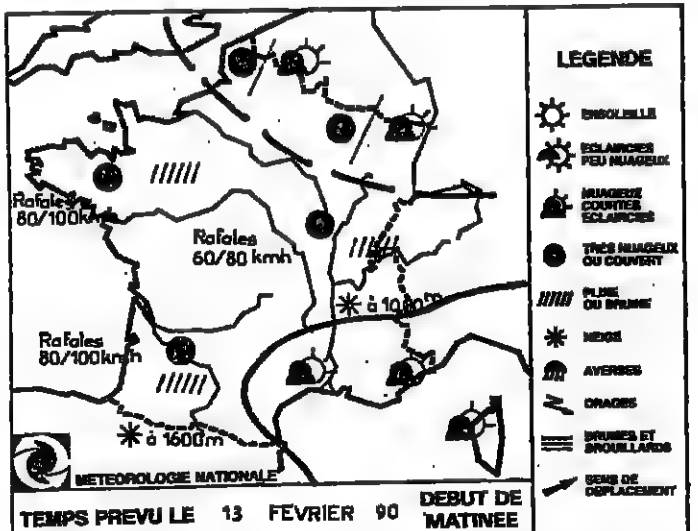 Rafales
80/100kmh
Rafales
60/80 kmh
Rafales
80/100kmh
à 1000m
à 1600m
METEOROLOGIE NATIONALE
TEMPS PREVU LE 13 FEVRIER 90 DEBUT DE
MATINEE
LEGENDE
ENSOLEILLE
ECLAIRCIES
PEU NUAGEUX
NUAGEUX
COURTES
ECLAIRCIES
TRES NUAGEUX
OU COUVERT
PLUIE
OU BRUINE
NEIGE
AVERSES
ORAGES
BRUMES ET
BROUILLARDS
SENS DE
DEPLACEMENT